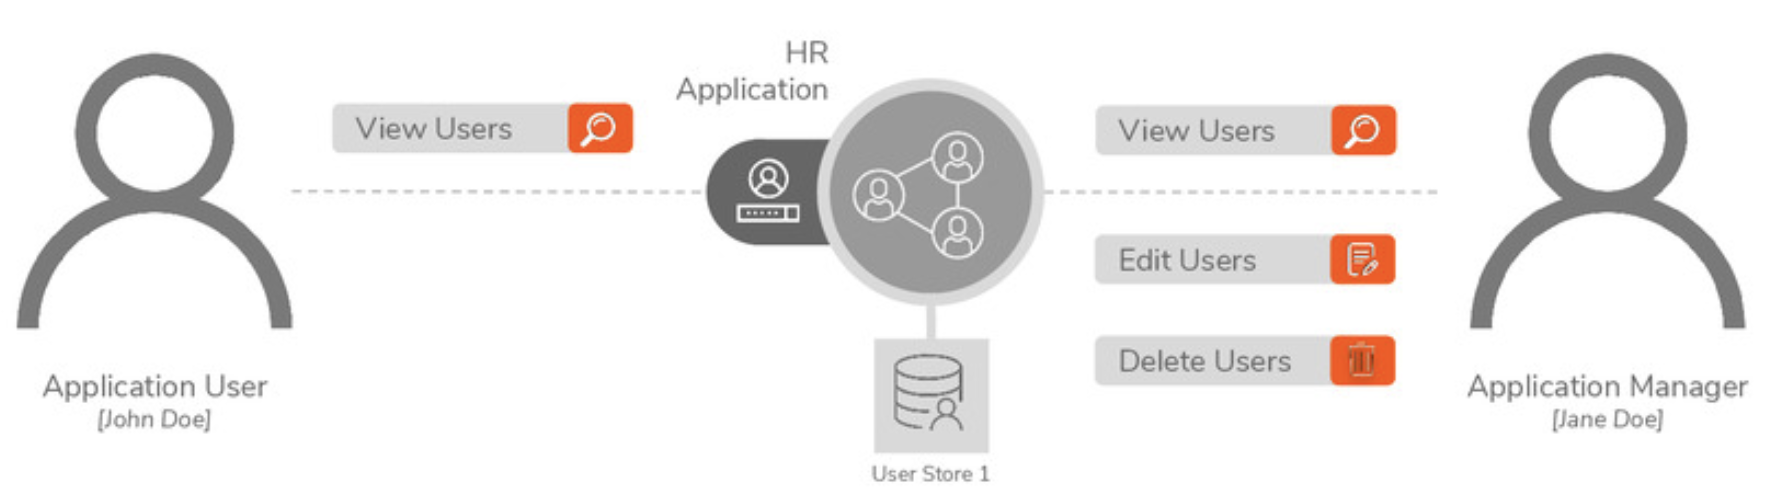 HR
Application
View Users
View Users
Edit Users
Delete Users
Application User
[John Doe]
Application Manager
[Jane Doe]
User Store 1